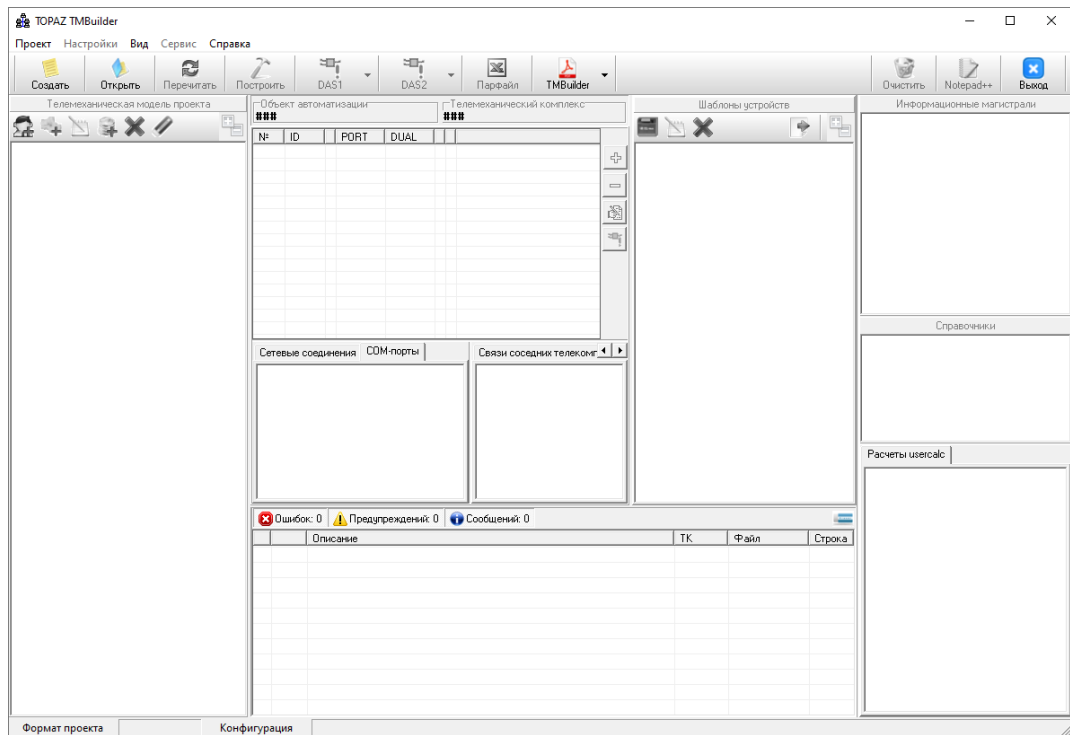 TOPAZ TMBuilder
Проект Настройки Вид Сервис Справка
Создать Открыть Перечитать Построить DAS1 DAS2 Парфайл TMBuilder Очистить Notepad++ Выход
Телемеханическая модель проекта
Объект автоматизации
###
Телемеханический комплекс
###
№ ID PORT DUAL
Сетевые соединения COM-порты
Связи соседних телекомг
Шаблоны устройств
Информационные магистрали
Справочники
Расчеты usercalc
Ошибок: 0 Предупреждений: 0 Сообщений: 0
Описание ТК Файл Строка
Формат проекта Конфигурация